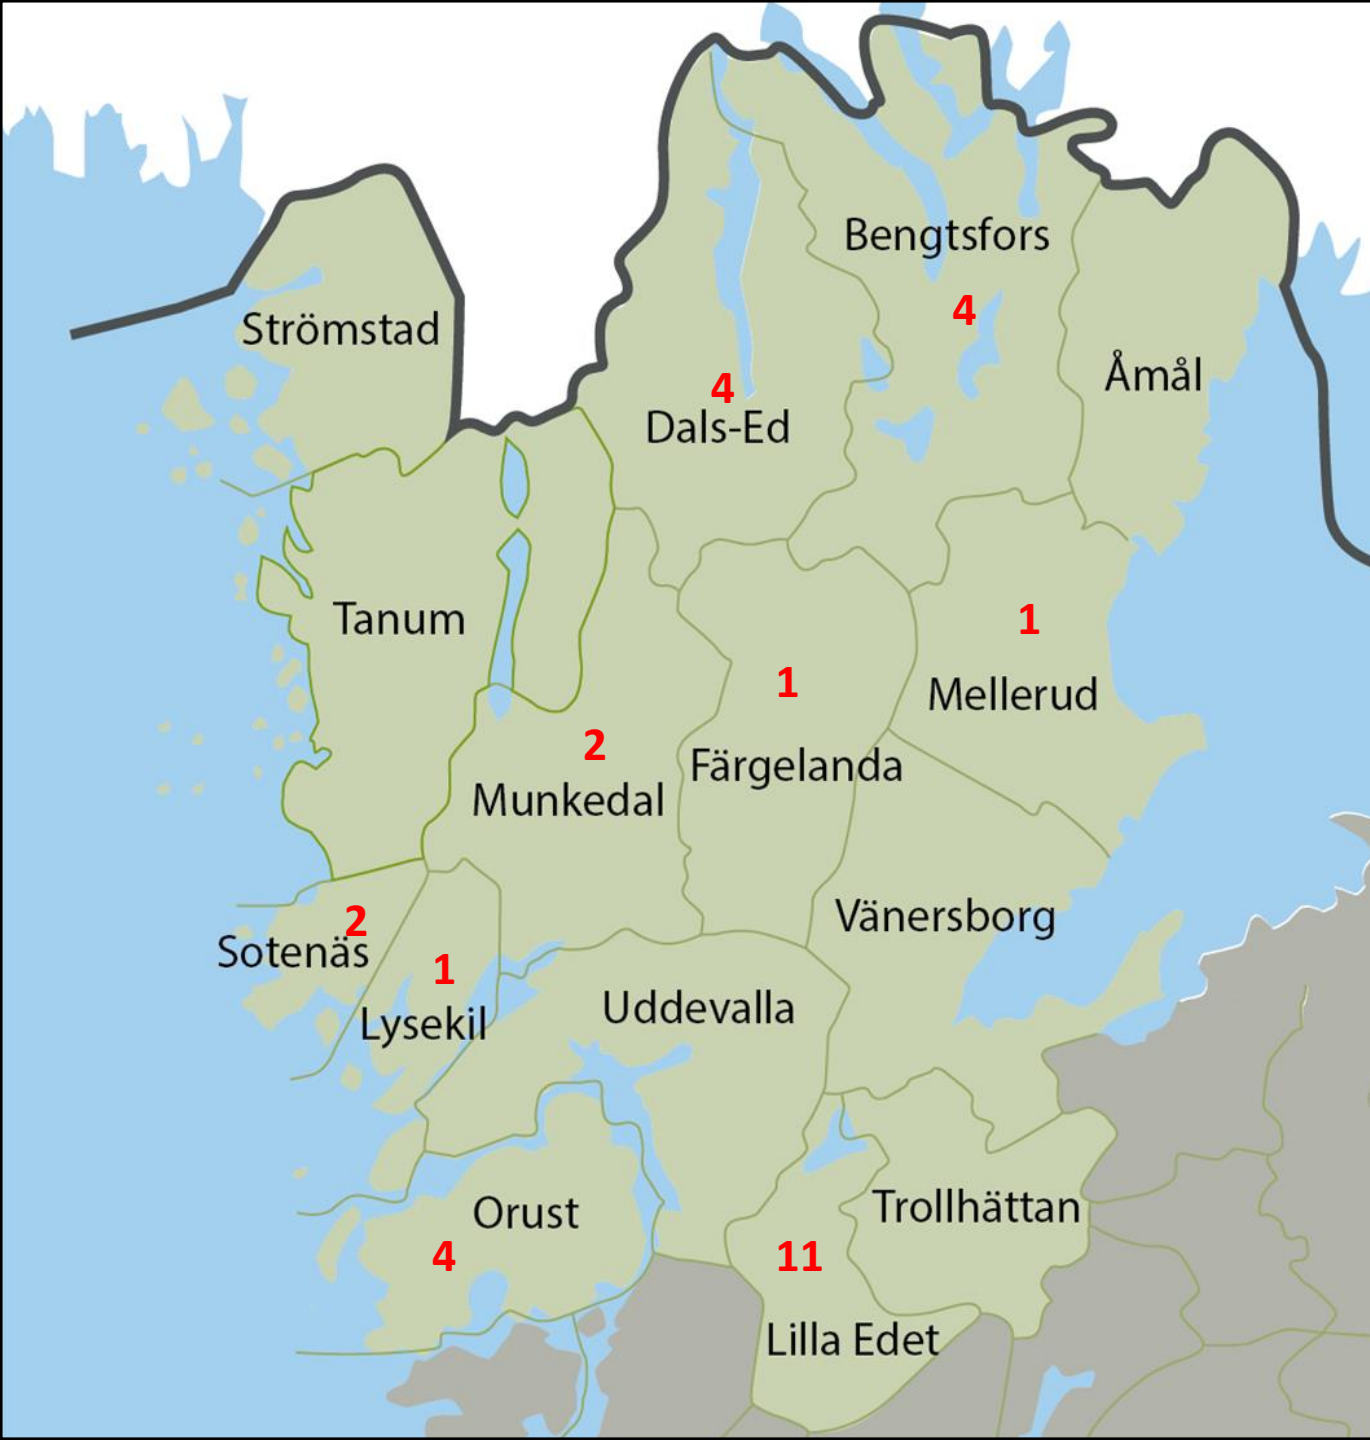 Bengtsfors
4
Strömstad
Åmål
4
Dals-Ed
Tanum
1
Mellerud
1
2
Färgelanda
Munkedal
2
Sotenäs
Vänersborg
1
Lysekil
Uddevalla
Orust
Trollhättan
4
11
Lilla Edet